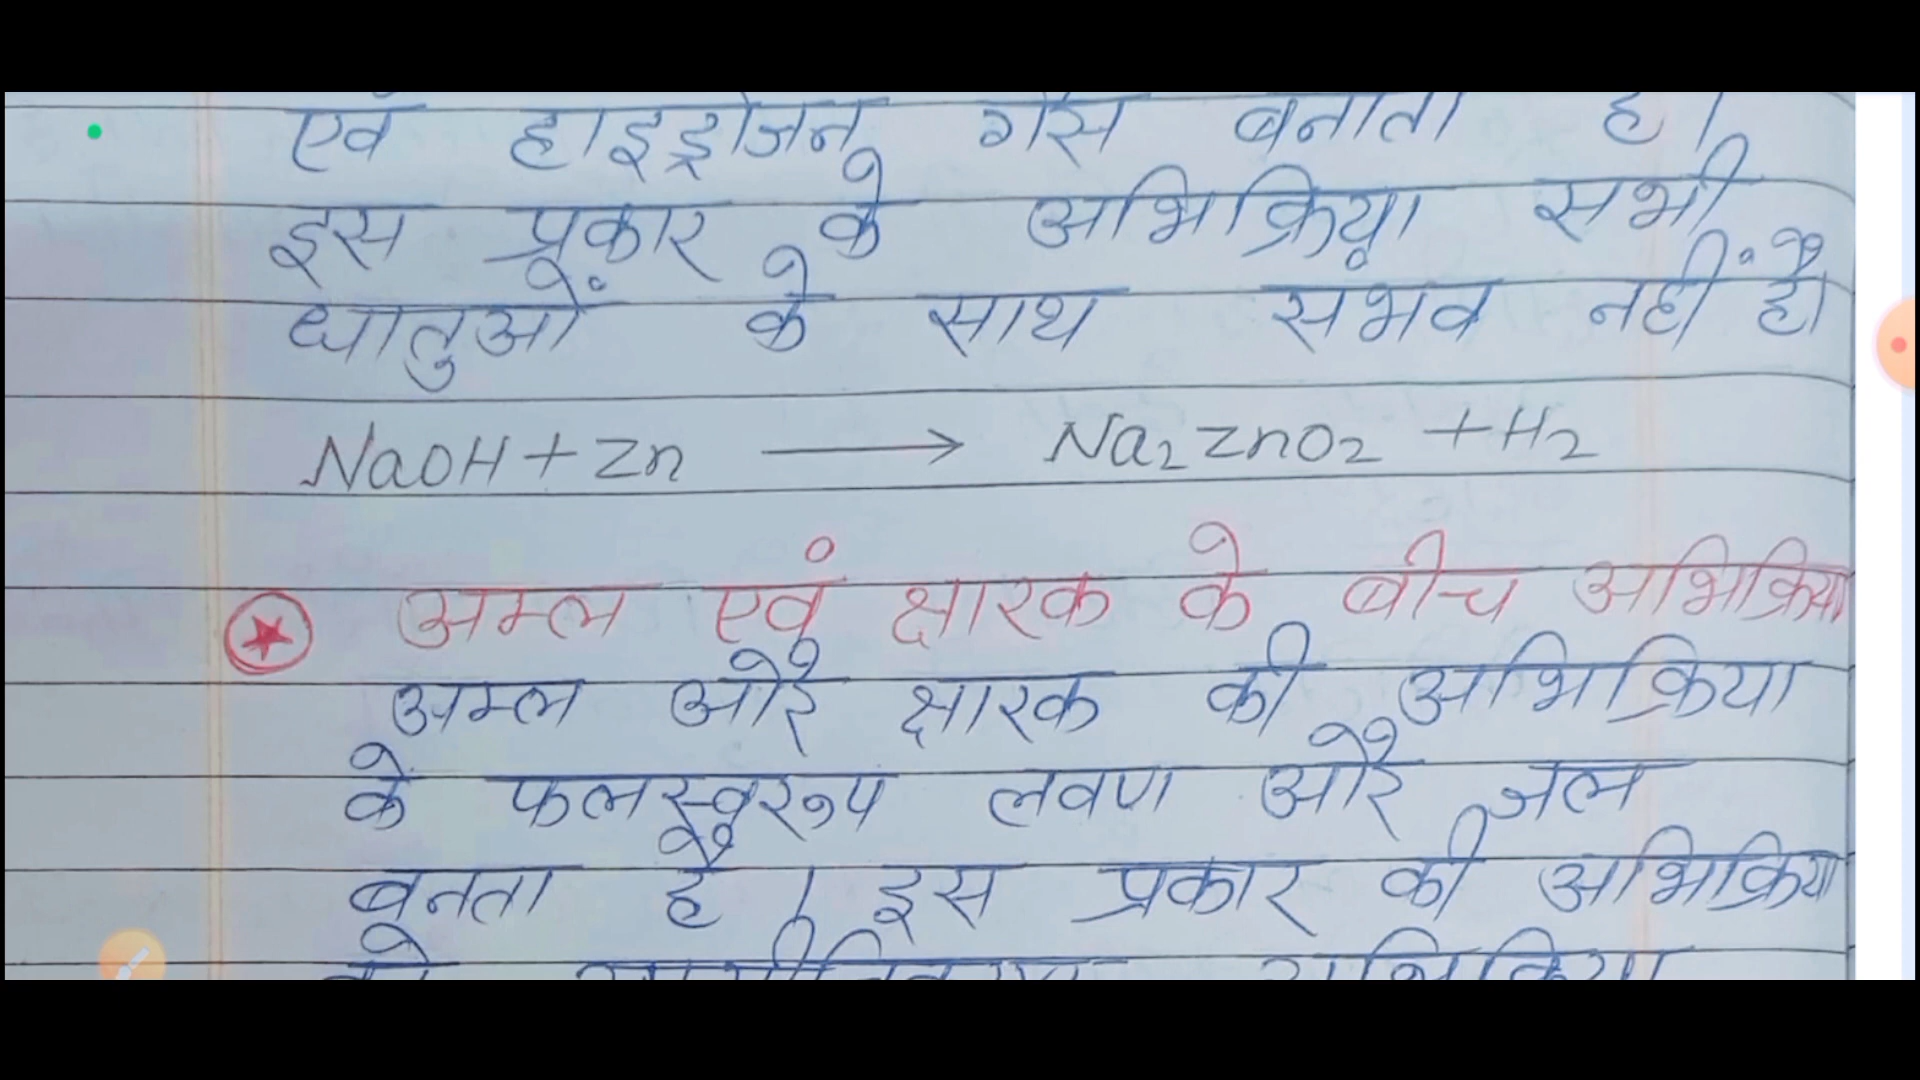 एवं हाइड्रोजन गैस बनाता है।
इस प्रकार के अभिक्रिया सभी
धातुओं के साथ संभव नहीं है।
NaOH + Zn ⟶ Na₂ZnO₂ + H₂
अम्ल एवं क्षारक के बीच अभिक्रिया
अम्ल और क्षारक की अभिक्रिया
के फलस्वरूप लवण और जल
बनता है, इस प्रकार की अभिक्रिया